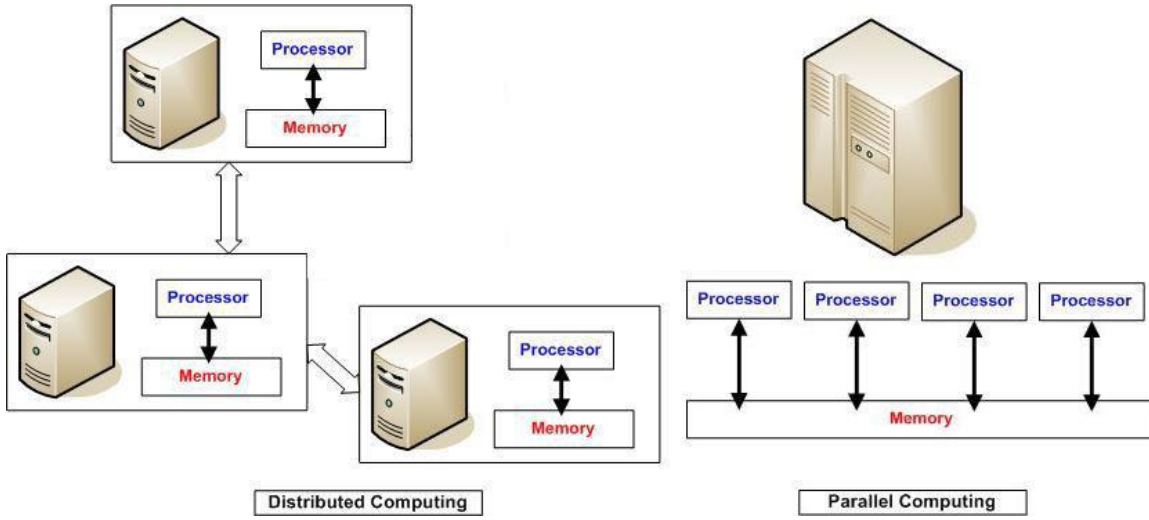 Processor
Memory
Processor
Memory
Processor
Memory
Distributed Computing
Processor
Processor
Processor
Processor
Memory
Parallel Computing